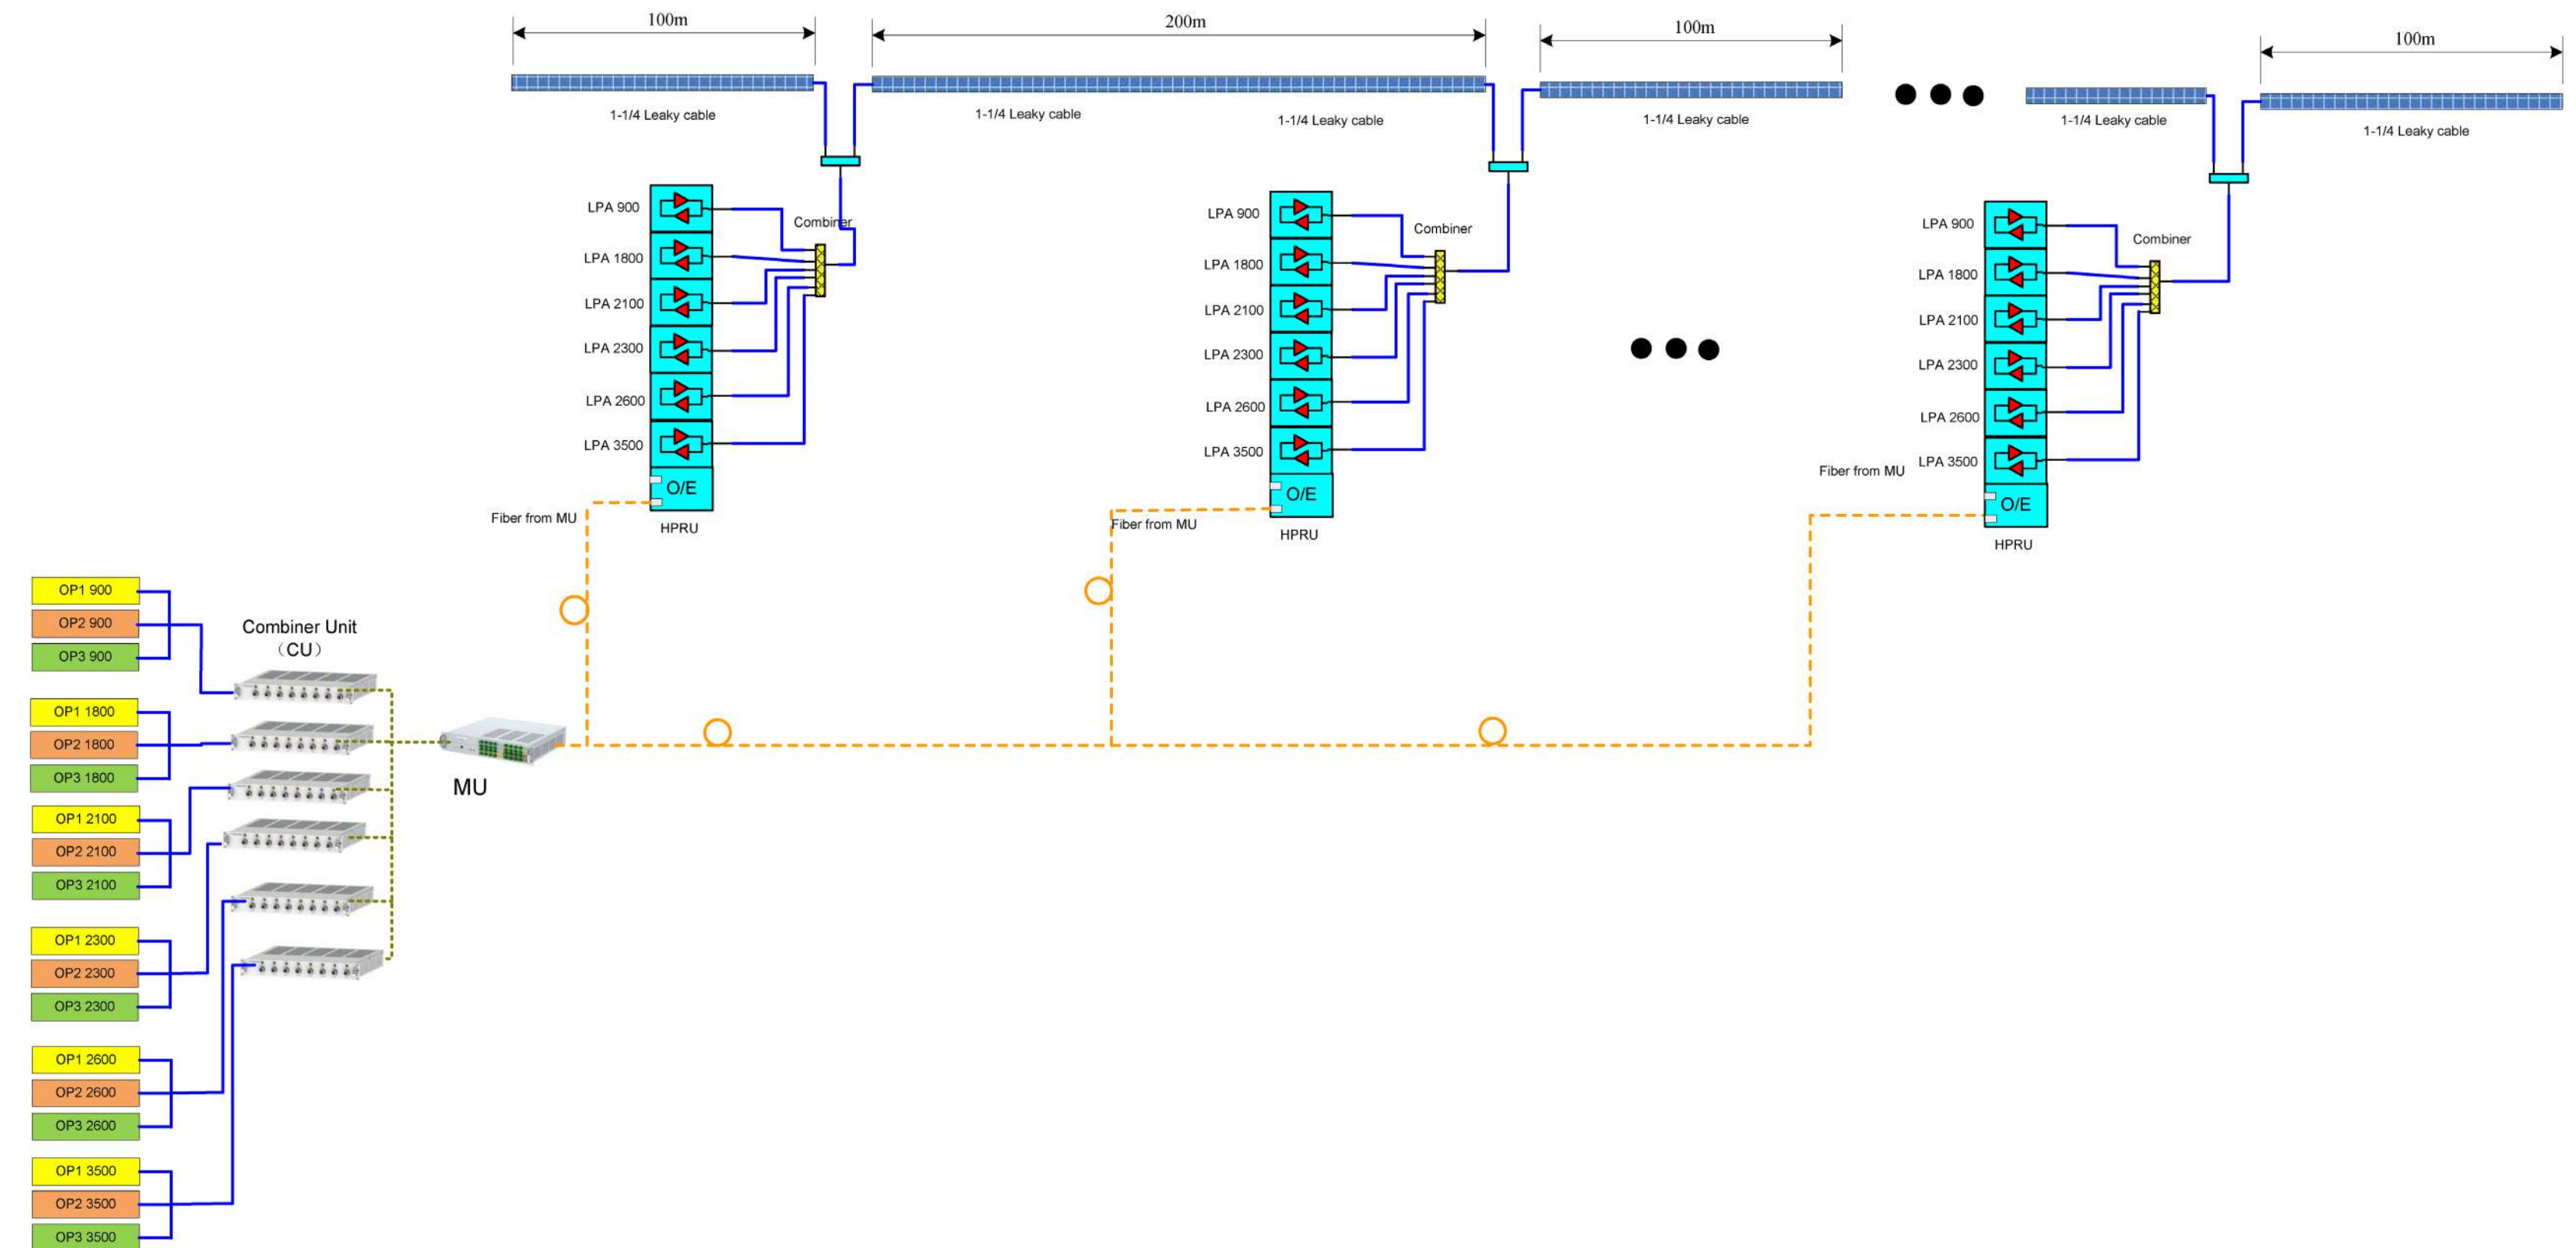 100m
200m
100m
100m
1-1/4 Leaky cable
1-1/4 Leaky cable
1-1/4 Leaky cable
1-1/4 Leaky cable
1-1/4 Leaky cable
1-1/4 Leaky cable
LPA 900
LPA 1800
LPA 2100
LPA 2300
LPA 2600
LPA 3500
Combiner
O/E
HPRU
Fiber from MU
LPA 900
LPA 1800
LPA 2100
LPA 2300
LPA 2600
LPA 3500
Combiner
O/E
HPRU
Fiber from MU
LPA 900
LPA 1800
LPA 2100
LPA 2300
LPA 2600
LPA 3500
Combiner
O/E
HPRU
Fiber from MU
OP1 900
OP2 900
OP3 900
OP1 1800
OP2 1800
OP3 1800
OP1 2100
OP2 2100
OP3 2100
OP1 2300
OP2 2300
OP3 2300
OP1 2600
OP2 2600
OP3 2600
OP1 3500
OP2 3500
OP3 3500
Combiner Unit
（CU）
MU